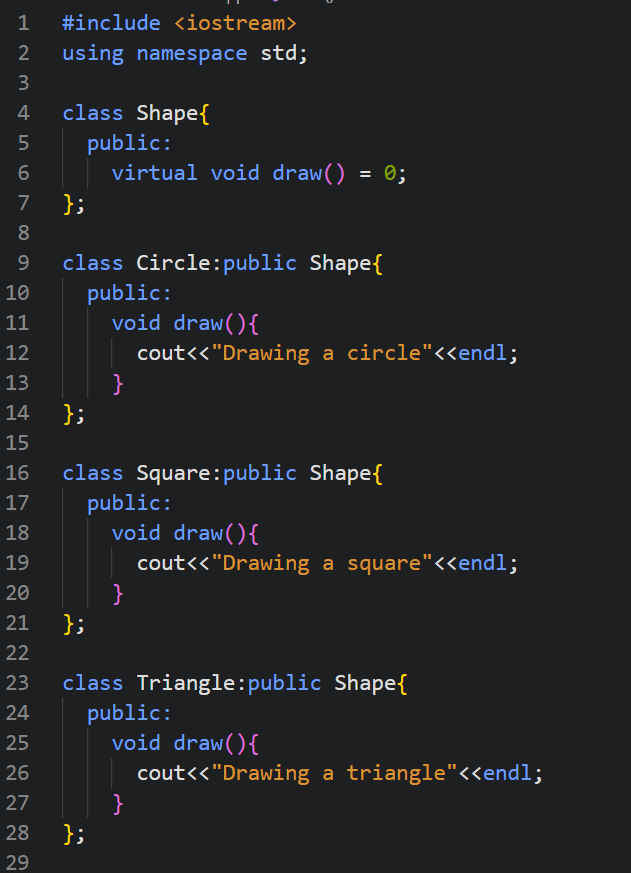 1 #include <iostream>
2 using namespace std;
3
4 class Shape{
5   public:
6     virtual void draw() = 0;
7 };
8
9 class Circle:public Shape{
10   public:
11     void draw(){
12       cout<<"Drawing a circle"<<endl;
13     }
14 };
15
16 class Square:public Shape{
17   public:
18     void draw(){
19       cout<<"Drawing a square"<<endl;
20     }
21 };
22
23 class Triangle:public Shape{
24   public:
25     void draw(){
26       cout<<"Drawing a triangle"<<endl;
27     }
28 };
29